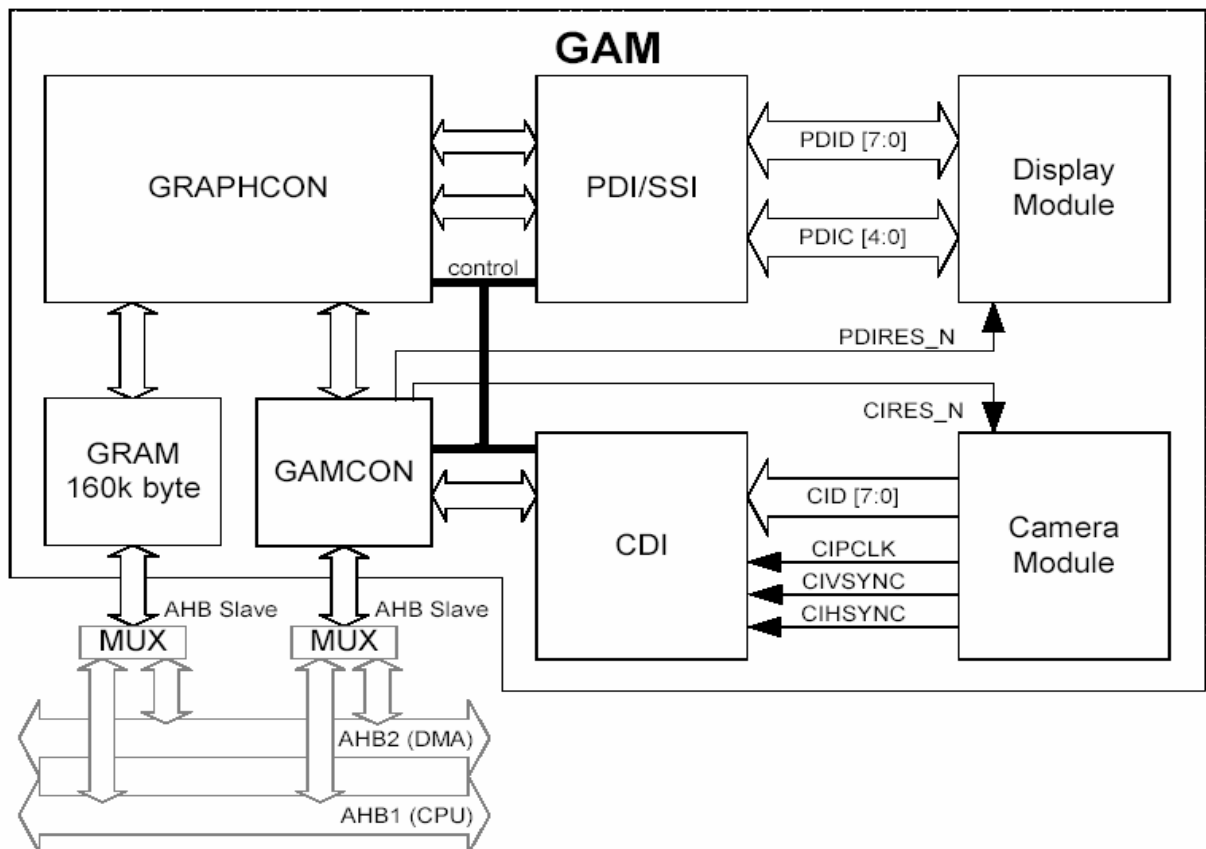 GAM
GRAPHCON
PDI/SSI
PDID [7:0]
PDIC [4:0]
Display
Module
control
PDIRES_N
CIRES_N
GRAM
160k byte
GAMCON
CDI
CID [7:0]
CIPCLK
CIVSYNC
CIHSYNC
Camera
Module
AHB Slave
AHB Slave
MUX
MUX
AHB2 (DMA)
AHB1 (CPU)